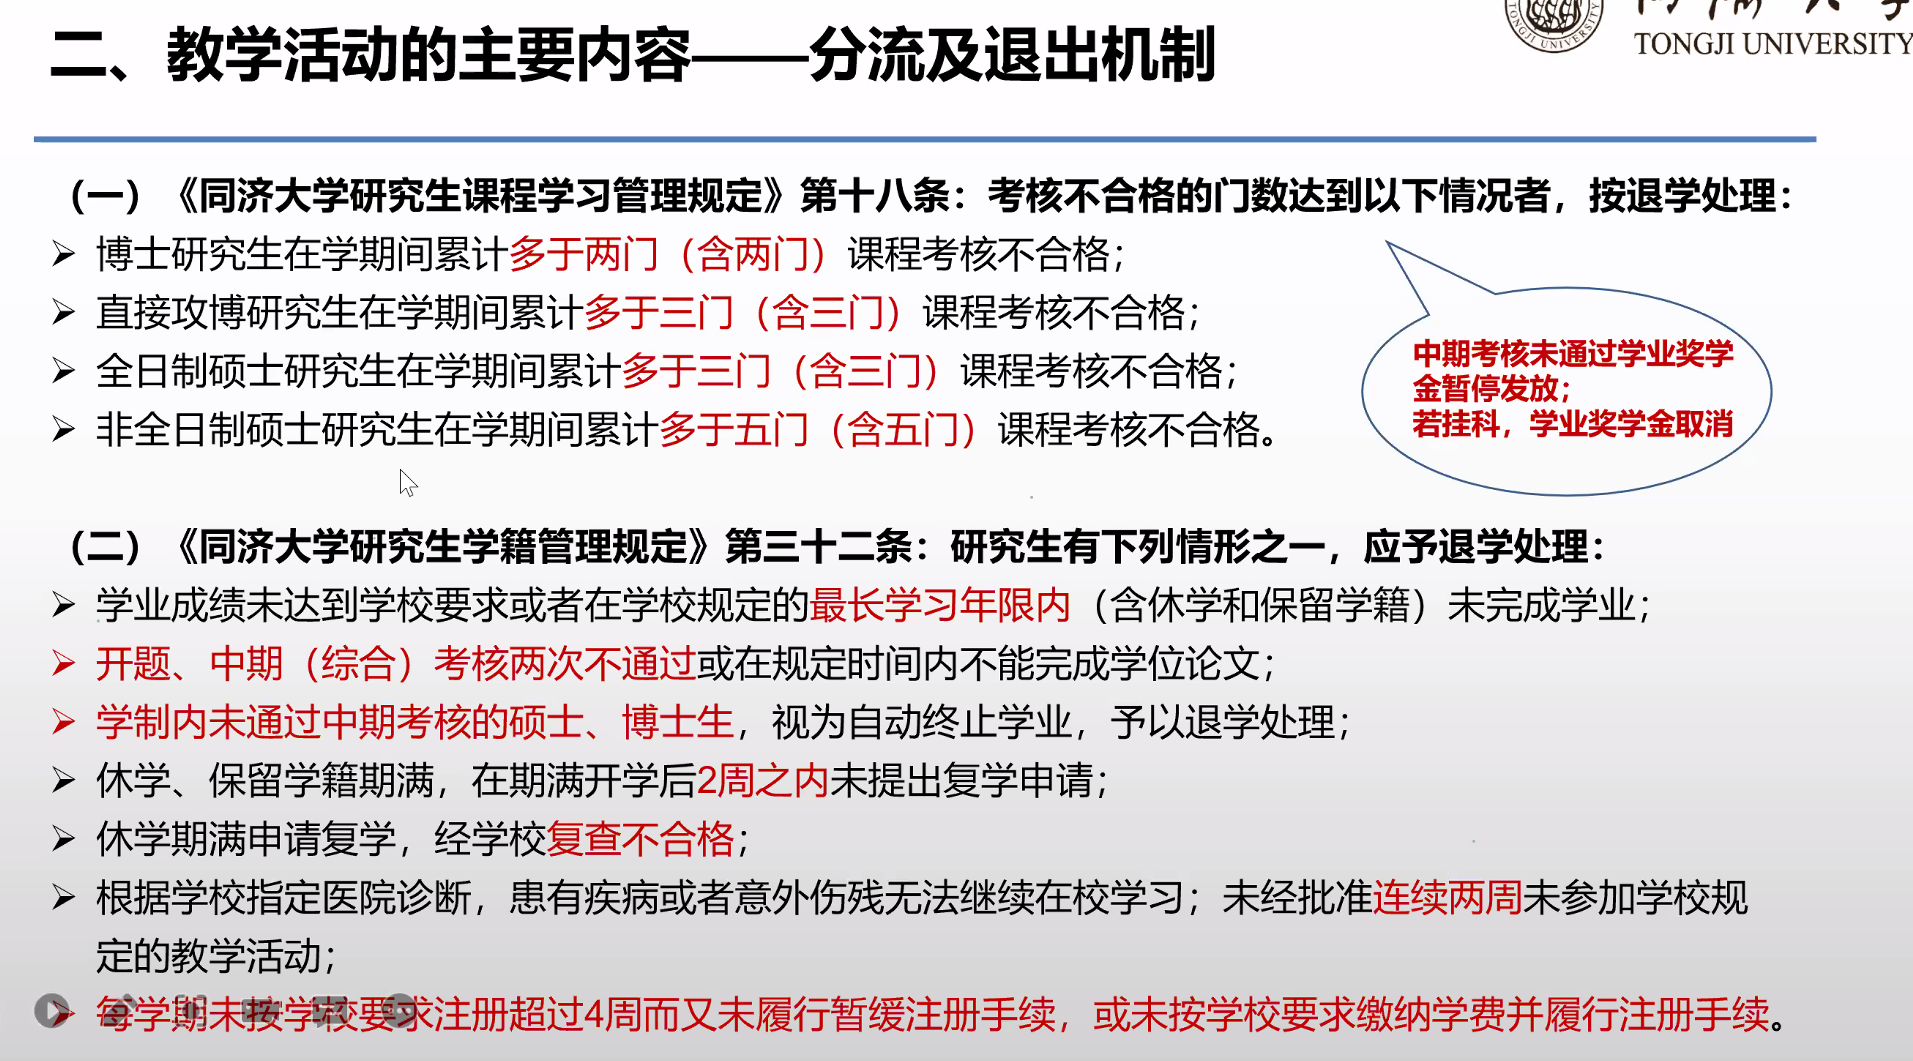 二、教学活动的主要内容——分流及退出机制
TONGJI UNIVERSITY
TONGJI UNIVERSITY
（一）《同济大学研究生课程学习管理规定》第十八条：考核不合格的门数达到以下情况者，按退学处理：
➢ 博士研究生在学期间累计多于两门（含两门）课程考核不合格；
➢ 直接攻博研究生在学期间累计多于三门（含三门）课程考核不合格；
➢ 全日制硕士研究生在学期间累计多于三门（含三门）课程考核不合格；
➢ 非全日制硕士研究生在学期间累计多于五门（含五门）课程考核不合格。
中期考核未通过学业奖学
金暂停发放；
若挂科，学业奖学金取消
（二）《同济大学研究生学籍管理规定》第三十二条：研究生有下列情形之一，应予退学处理：
➢ 学业成绩未达到学校要求或者在学校规定的最长学习年限内（含休学和保留学籍）未完成学业；
➢ 开题、中期（综合）考核两次不通过或在规定时间内不能完成学位论文；
➢ 学制内未通过中期考核的硕士、博士生，视为自动终止学业，予以退学处理；
➢ 休学、保留学籍期满，在期满开学后2周之内未提出复学申请；
➢ 休学期满申请复学，经学校复查不合格；
➢ 根据学校指定医院诊断，患有疾病或者意外伤残无法继续在校学习；未经批准连续两周未参加学校规
定的教学活动；
➢ 每学期未按学校要求注册超过4周而又未履行暂缓注册手续，或未按学校要求缴纳学费并履行注册手续。